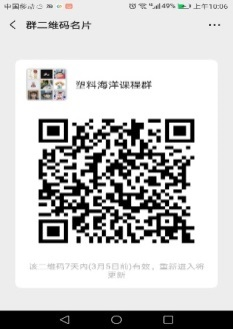 中国移动 49% 上午10:06
群二维码名片
塑料海洋课程群
该二维码7天内(3月5日前)有效，重新进入将
更新